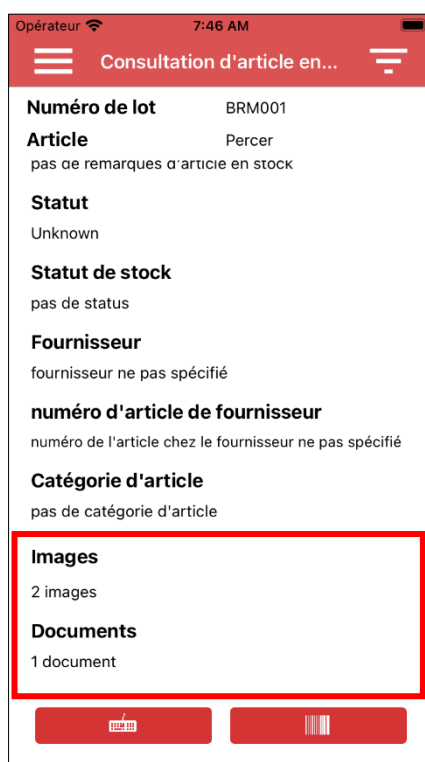 Opérateur 7:46 AM
Consultation d'article en...
Numéro de lot BRM001
Article Percer
pas de remarques d'article en stock
Statut
Unknown
Statut de stock
pas de status
Fournisseur
fournisseur ne pas spécifié
numéro d'article de fournisseur
numéro de l'article chez le fournisseur ne pas spécifié
Catégorie d'article
pas de catégorie d'article
Images
2 images
Documents
1 document